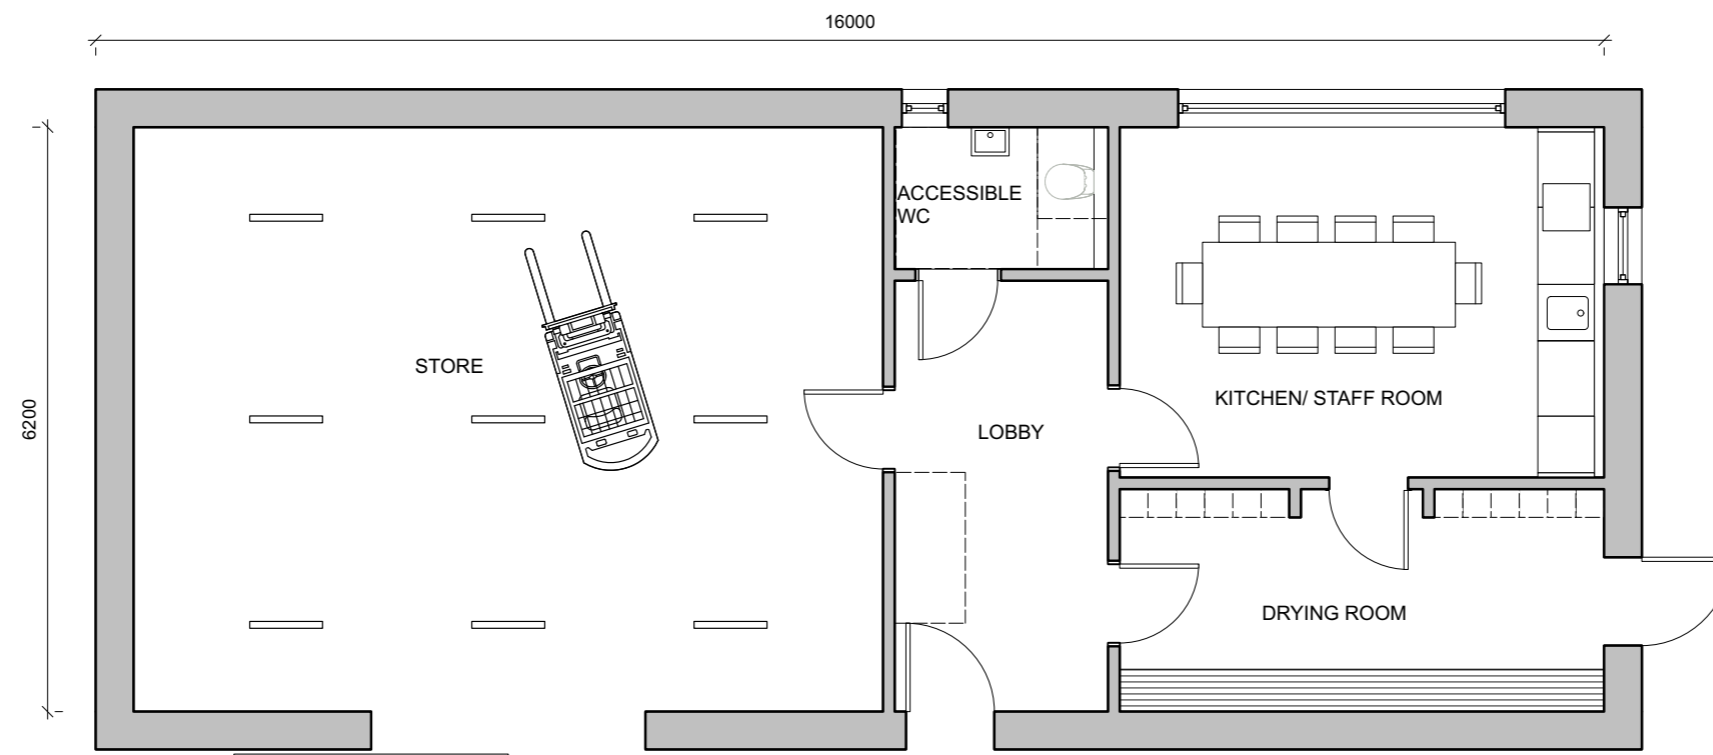 16000
ACCESSIBLE
WC
STORE
KITCHEN/ STAFF ROOM
6200
LOBBY
DRYING ROOM